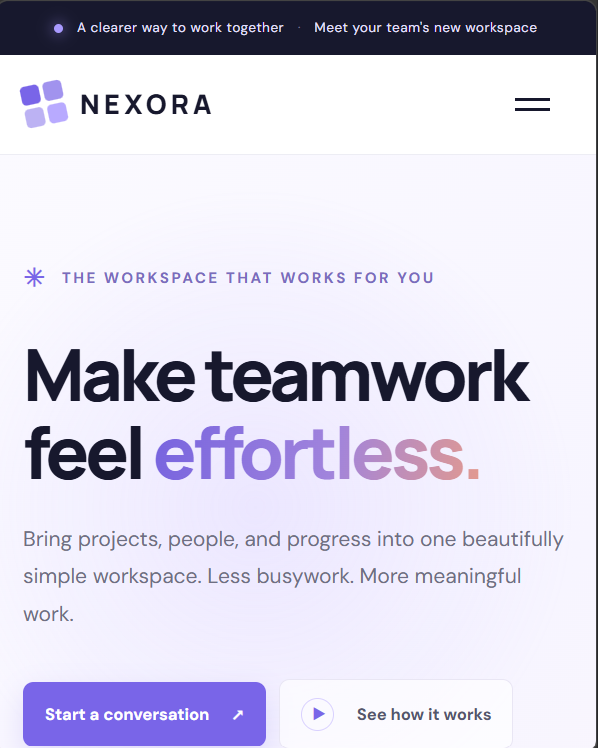 A clearer way to work together · Meet your team's new workspace
NEXORA
THE WORKSPACE THAT WORKS FOR YOU
Make teamwork
feel effortless.
Bring projects, people, and progress into one beautifully
simple workspace. Less busywork. More meaningful
work.
Start a conversation ↗
See how it works